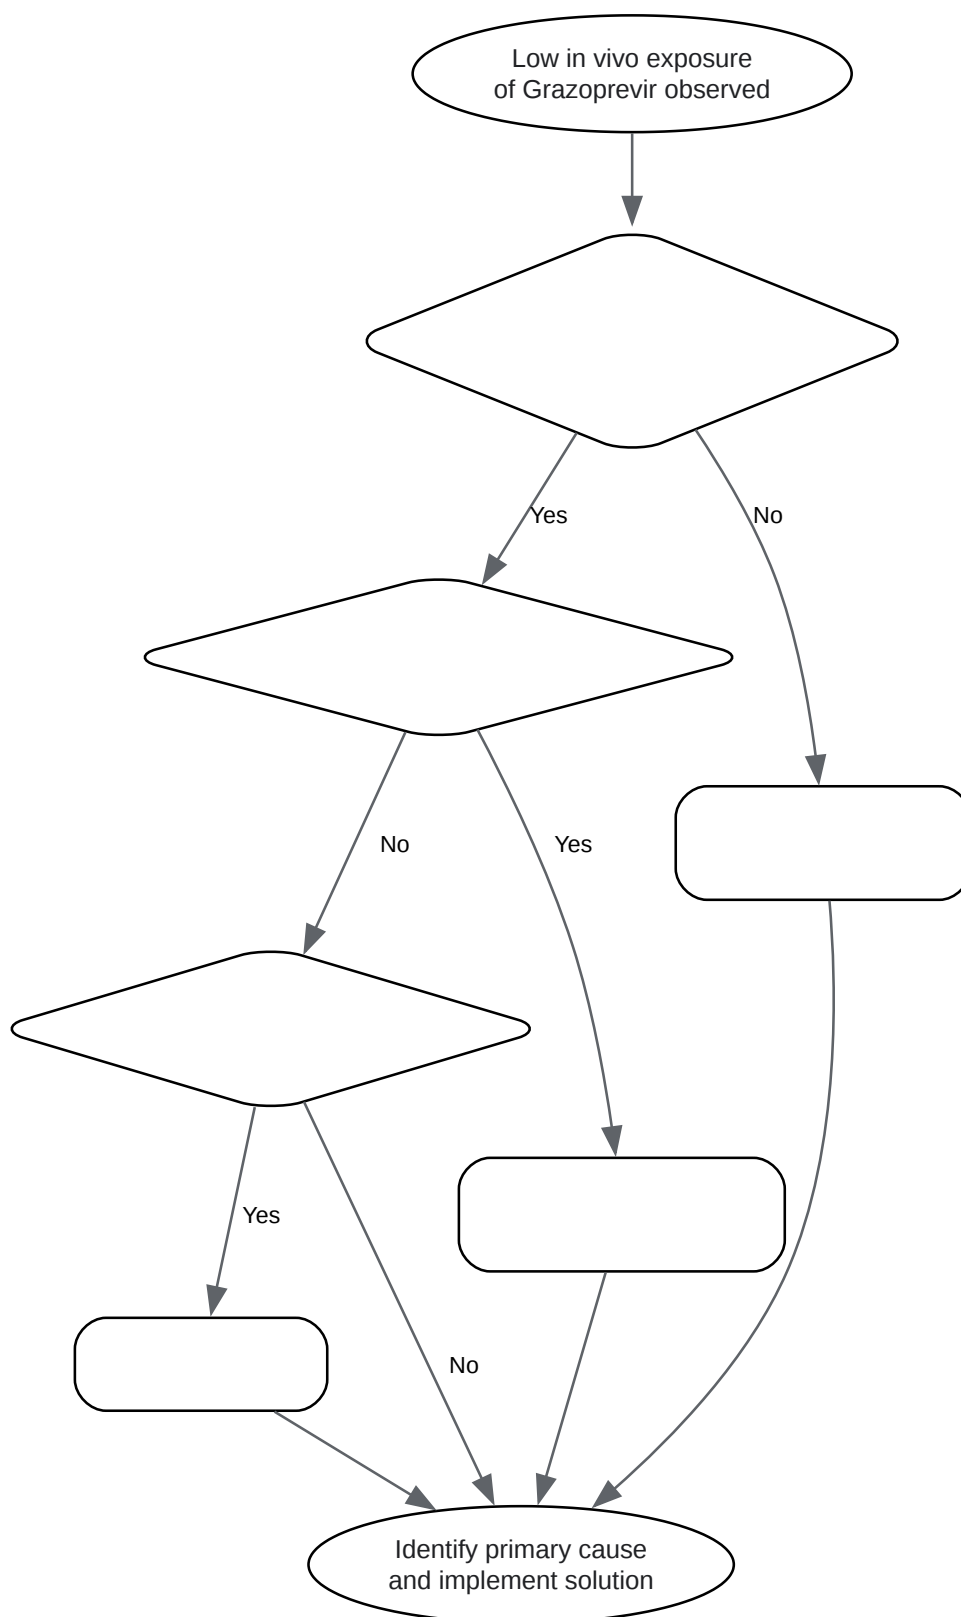 Low in vivo exposure
of Grazoprevir observed
Yes
No
No
Yes
Yes
No
Identify primary cause
and implement solution